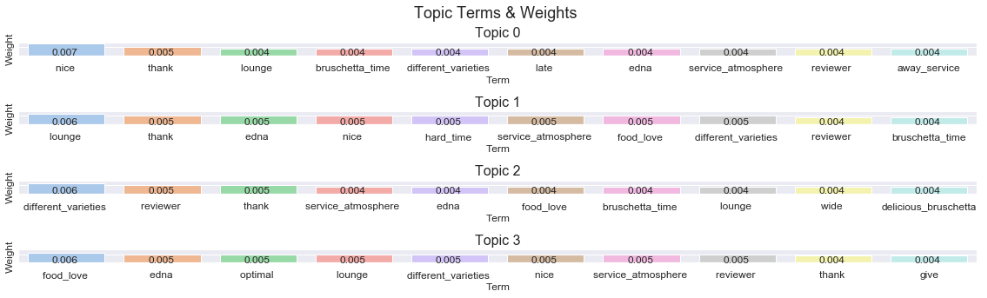 Topic Terms & Weights
Topic 0
Weight
0.007 0.005 0.004 0.004 0.004 0.004 0.004 0.004 0.004 0.004
nice thank lounge bruschetta_time different_varieties late edna service_atmosphere reviewer away_service
Term
Topic 1
Weight
0.006 0.005 0.005 0.005 0.005 0.005 0.005 0.005 0.004 0.004
lounge thank edna nice hard_time service_atmosphere food_love different_varieties reviewer bruschetta_time
Term
Topic 2
Weight
0.006 0.005 0.005 0.004 0.004 0.004 0.004 0.004 0.004 0.004
different_varieties reviewer thank service_atmosphere edna food_love bruschetta_time lounge wide delicious_bruschetta
Term
Topic 3
Weight
0.006 0.005 0.005 0.005 0.005 0.005 0.005 0.005 0.004 0.004
food_love edna optimal lounge different_varieties nice service_atmosphere reviewer thank give
Term